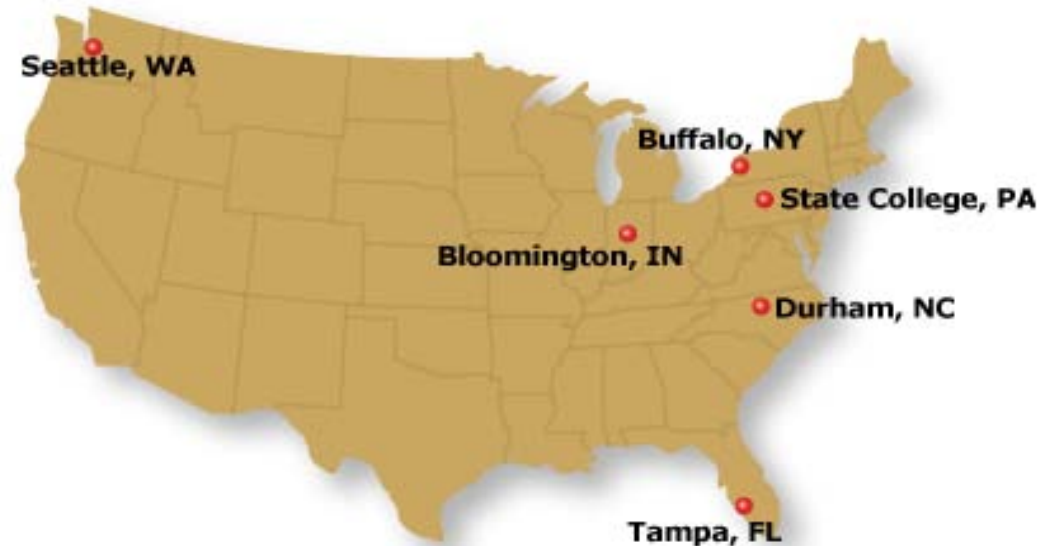 Seattle, WA
Buffalo, NY
State College, PA
Bloomington, IN
Durham, NC
Tampa, FL